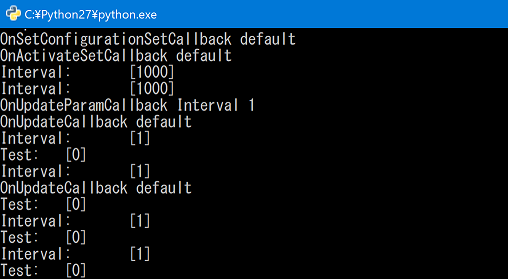 C:¥Python27¥python.exe
OnSetConfigurationSetCallback default
OnActivateSetCallback default
Interval: [1000]
Interval: [1000]
OnUpdateParamCallback Interval 1
OnUpdateCallback default
Interval: [1]
Test: [0]
Interval: [1]
OnUpdateCallback default
Test: [0]
Interval: [1]
Test: [0]
Interval: [1]
Test: [0]